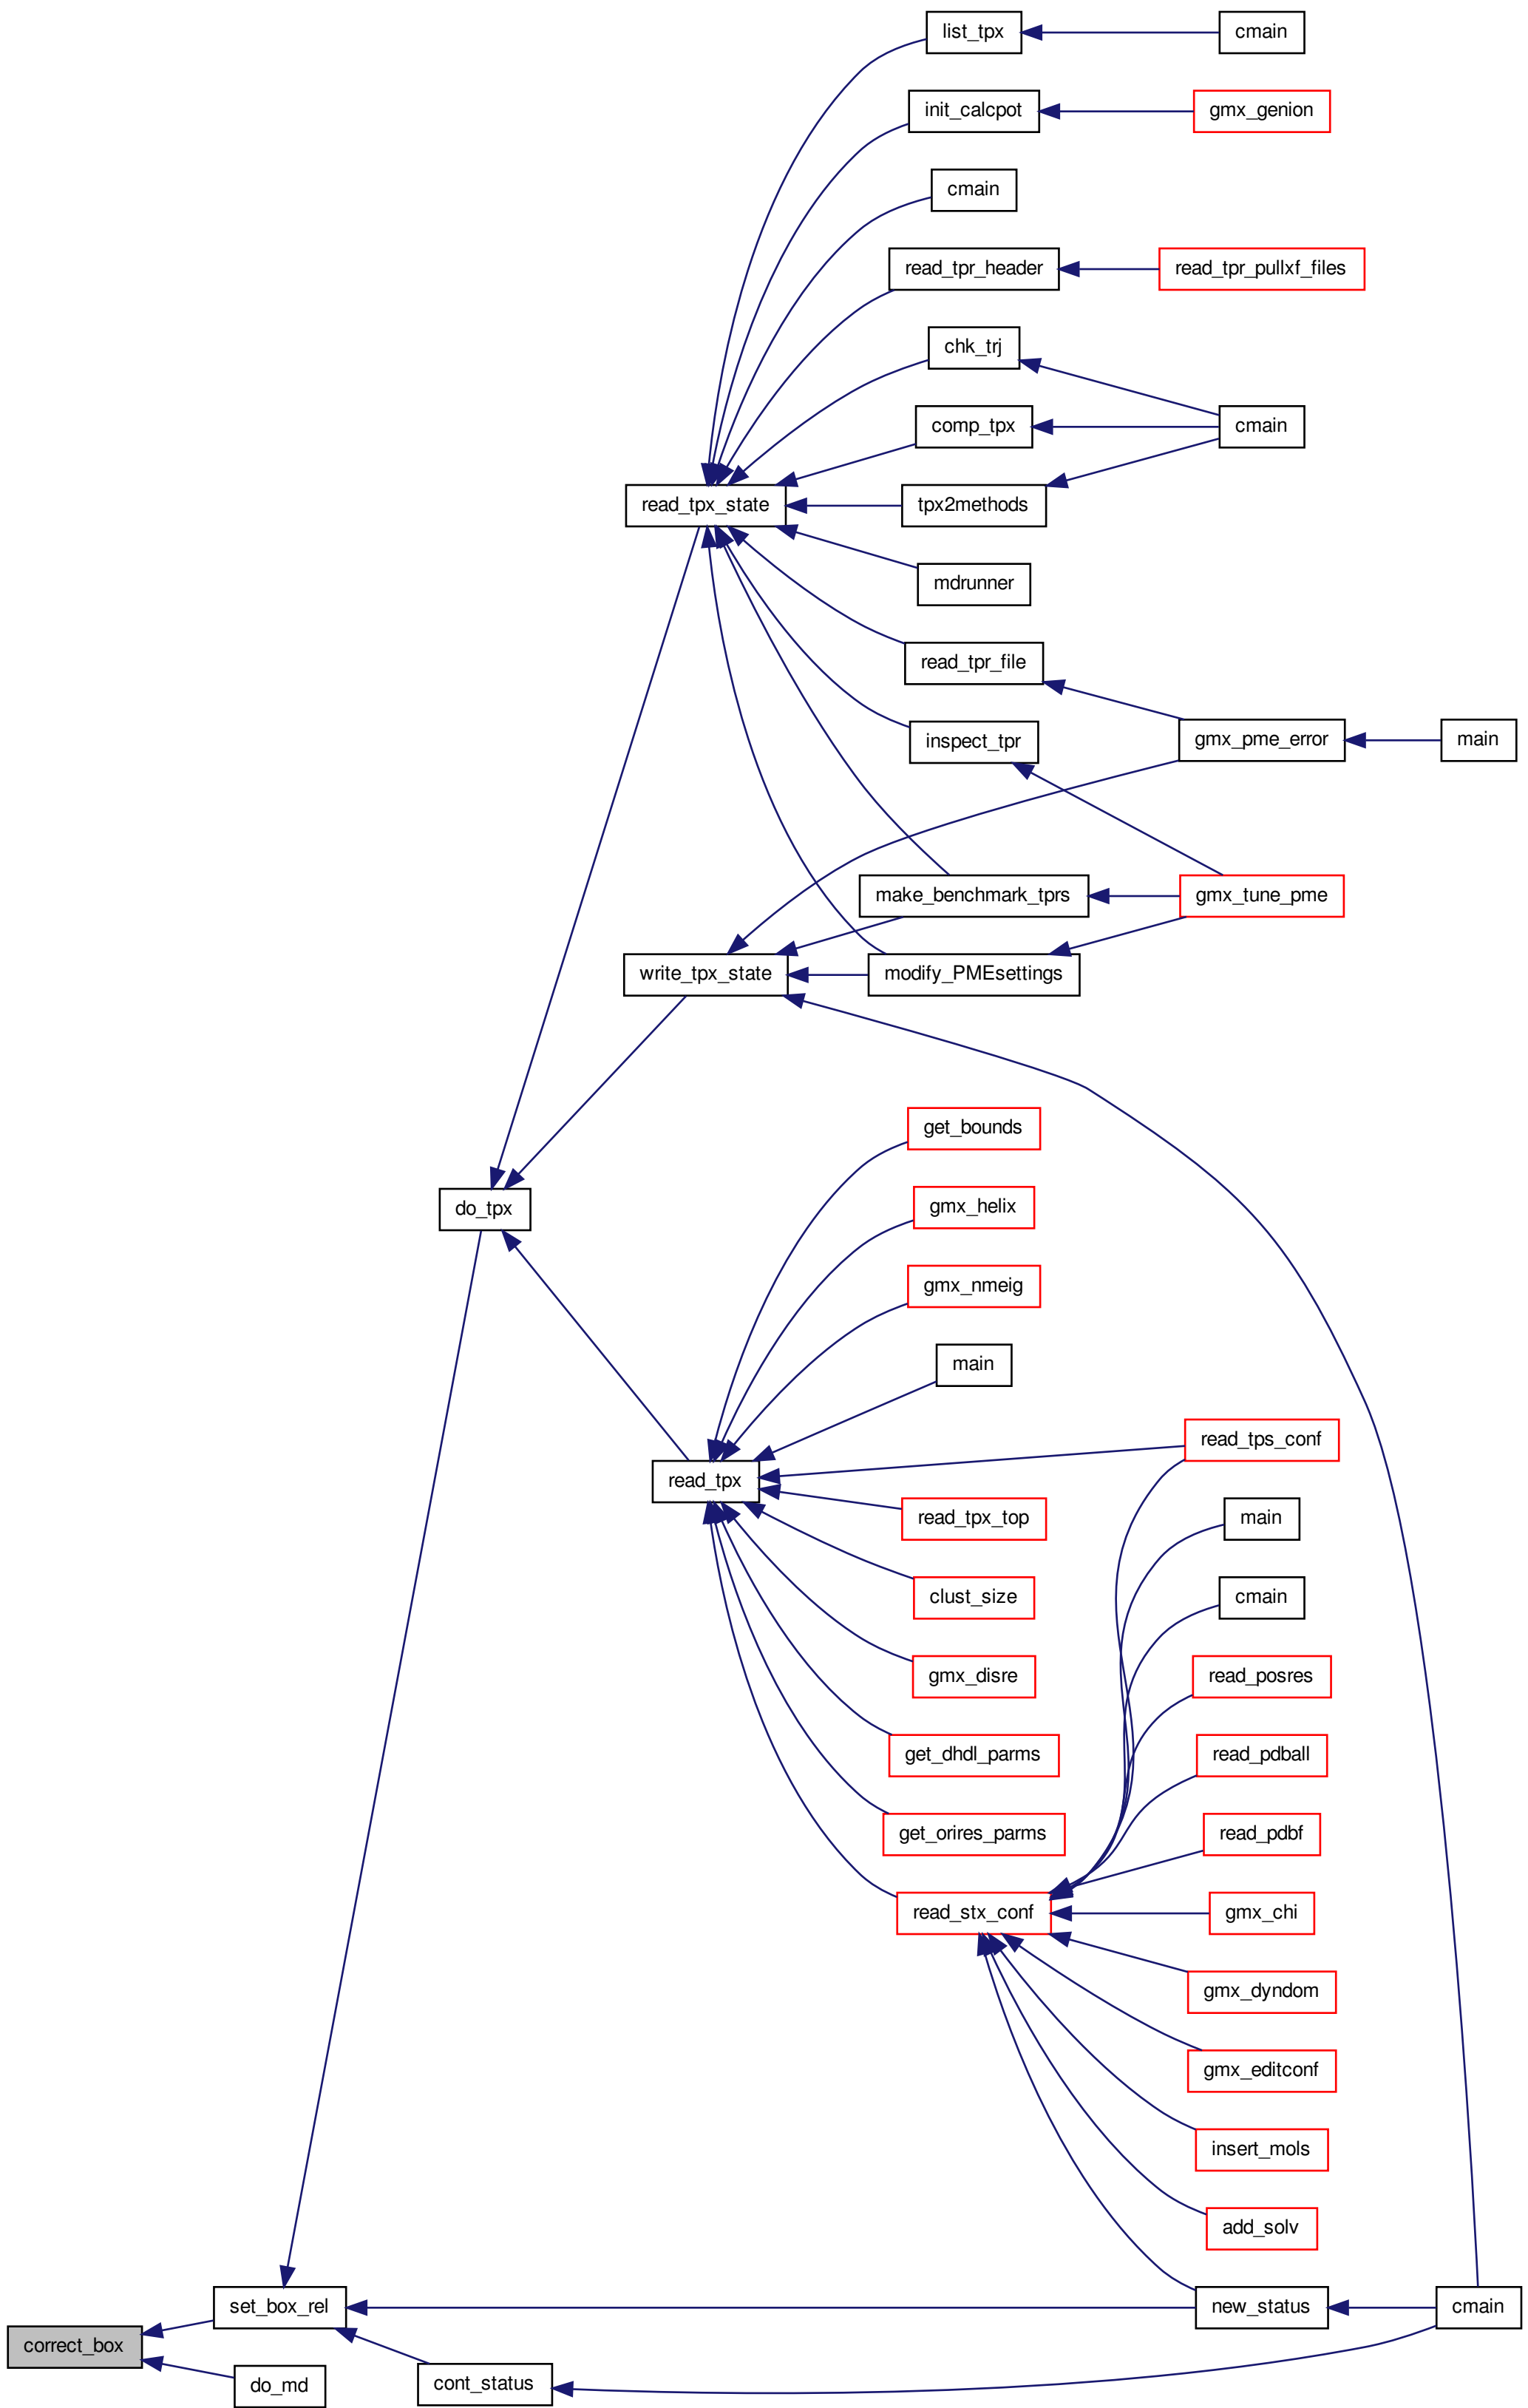 list_tpx
cmain
init_calcpot
gmx_genion
cmain
read_tpr_header
read_tpr_pullxf_files
chk_trj
comp_tpx
cmain
read_tpx_state
tpx2methods
mdrunner
read_tpr_file
inspect_tpr
gmx_pme_error
main
make_benchmark_tprs
gmx_tune_pme
write_tpx_state
modify_PMEsettings
get_bounds
do_tpx
gmx_helix
gmx_nmeig
main
read_tps_conf
read_tpx
read_tpx_top
main
clust_size
cmain
gmx_disre
read_posres
get_dhdl_parms
read_pdball
get_orires_parms
read_pdbf
read_stx_conf
gmx_chi
gmx_dyndom
gmx_editconf
insert_mols
add_solv
set_box_rel
new_status
cmain
correct_box
do_md
cont_status